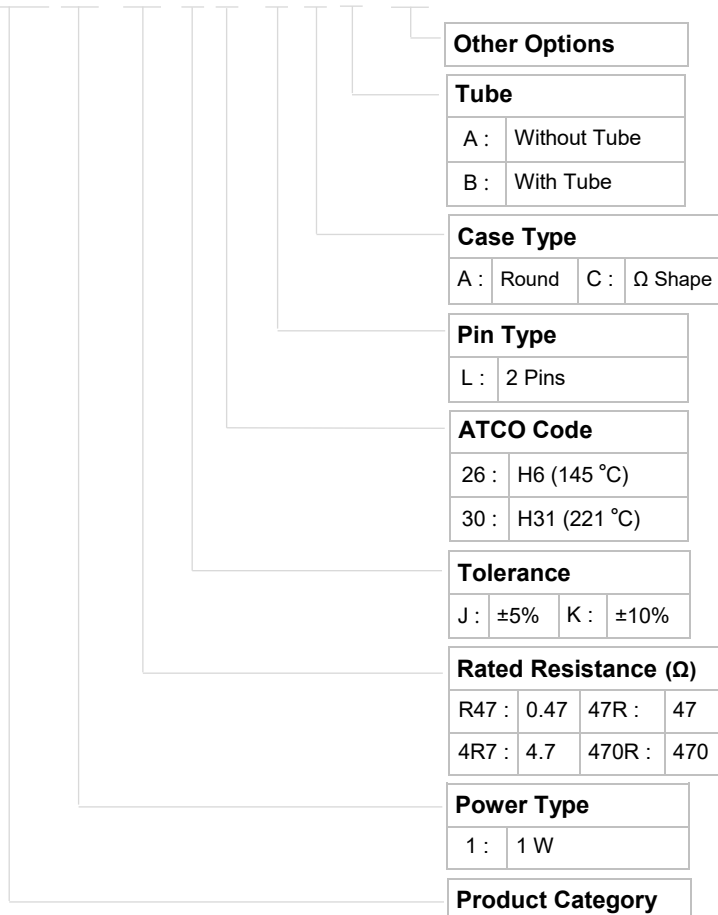 Other Options
Tube
A : Without Tube
B : With Tube
Case Type
A : Round C : Ω Shape
Pin Type
L : 2 Pins
ATCO Code
26 : H6 (145 ℃)
30 : H31 (221 ℃)
Tolerance
J : ±5% K : ±10%
Rated Resistance (Ω)
R47 : 0.47 47R : 47
4R7 : 4.7 470R : 470
Power Type
1 : 1 W
Product Category